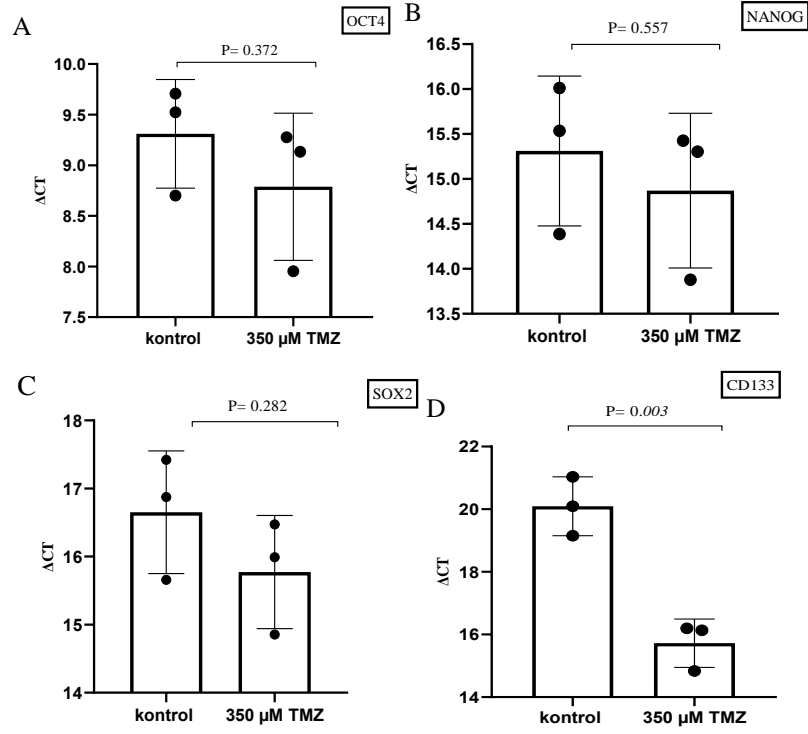 A
OCT4
P= 0.372
10.0
9.5
9.0
8.5
8.0
7.5
ΔCT
kontrol
350 µM TMZ
B
NANOG
P= 0.557
16.5
16.0
15.5
15.0
14.5
14.0
13.5
ΔCT
kontrol
350 µM TMZ
C
SOX2
P= 0.282
18
17
16
15
14
ΔCT
kontrol
350 µM TMZ
D
CD133
P= 0.003
22
20
18
16
14
ΔCT
kontrol
350 µM TMZ